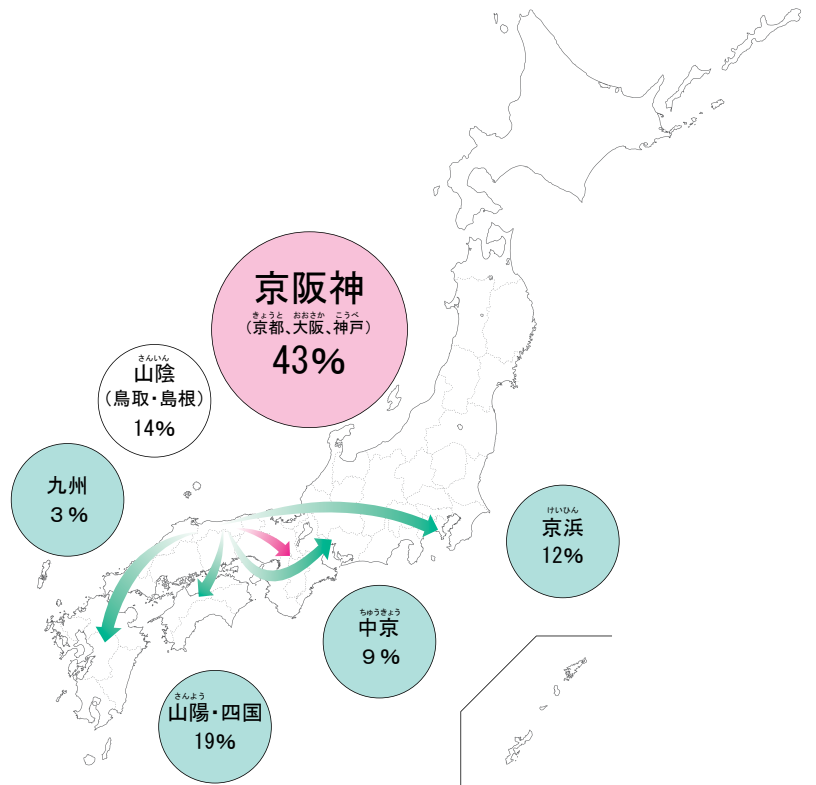 京阪神
きょうと おおさか こうべ
（京都、大阪、神戸）
43%
さんいん
山陰
（鳥取・島根）
14%
九州
3%
けいひん
京浜
12%
ちゅうきょう
中京
9%
さんよう
山陽・四国
19%